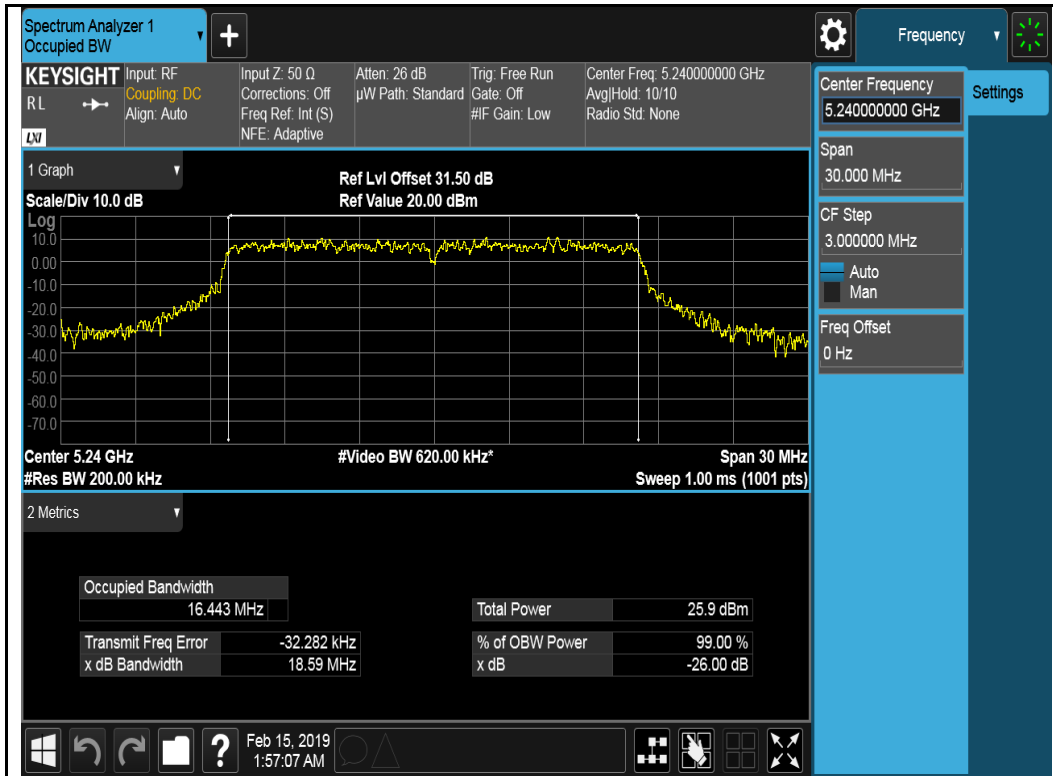 Spectrum Analyzer 1
Occupied BW
+
Frequency
KEYSIGHT
RL
LXI
Input: RF
Coupling: DC
Align: Auto
Input Z: 50 Ω
Corrections: Off
Freq Ref: Int (S)
NFE: Adaptive
Atten: 26 dB
µW Path: Standard
Trig: Free Run
Gate: Off
#IF Gain: Low
Center Freq: 5.240000000 GHz
Avg|Hold: 10/10
Radio Std: None
Center Frequency
5.240000000 GHz
Settings
Span
30.000 MHz
CF Step
3.000000 MHz
Auto
Man
Freq Offset
0 Hz
1 Graph
Scale/Div 10.0 dB
Ref Lvl Offset 31.50 dB
Ref Value 20.00 dBm
Log
10.0
0.00
-10.0
-20.0
-30.0
-40.0
-50.0
-60.0
-70.0
Center 5.24 GHz
#Video BW 620.00 kHz*
Span 30 MHz
#Res BW 200.00 kHz
Sweep 1.00 ms (1001 pts)
2 Metrics
Occupied Bandwidth
16.443 MHz
Total Power 25.9 dBm
Transmit Freq Error -32.282 kHz
% of OBW Power 99.00 %
x dB Bandwidth 18.59 MHz
x dB -26.00 dB
?
Feb 15, 2019
1:57:07 AM